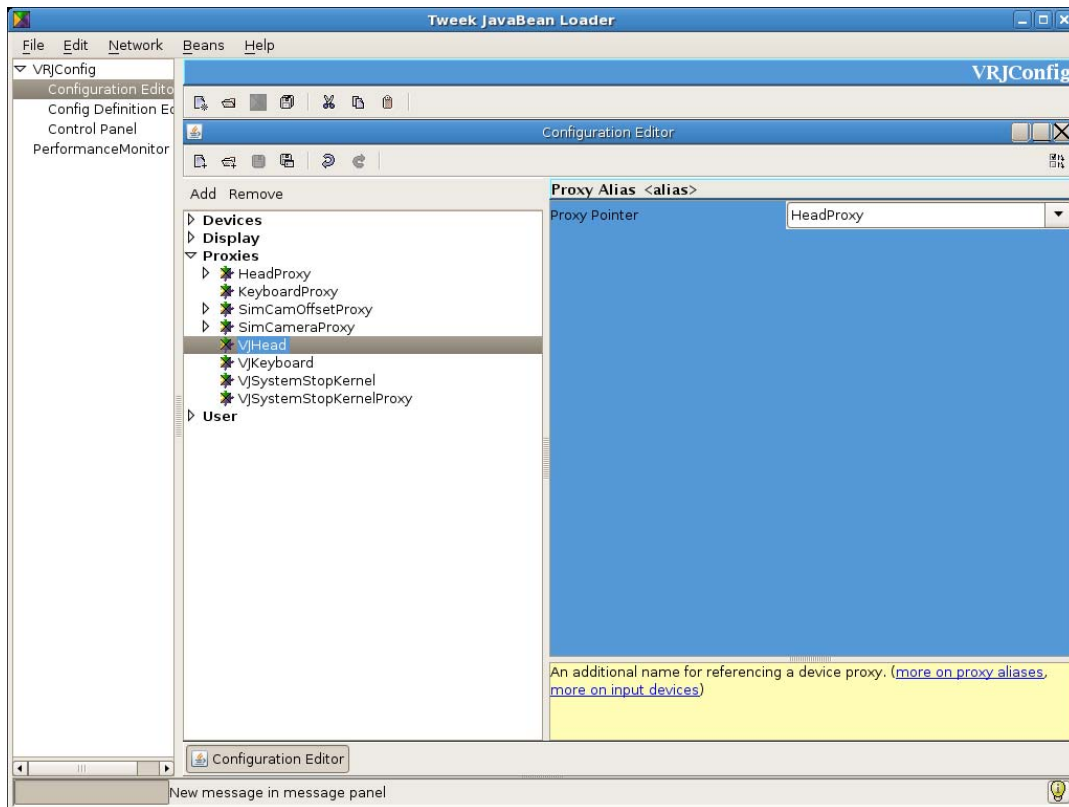 Tweek JavaBean Loader
File Edit Network Beans Help
VRJConfig
Configuration Edito
Config Definition Ed
Control Panel
PerformanceMonitor
VRJConfig
Configuration Editor
Add Remove
Devices
Display
Proxies
HeadProxy
KeyboardProxy
SimCamOffsetProxy
SimCameraProxy
VJHead
VJKeyboard
VJSystemStopKernel
VJSystemStopKernelProxy
User
Proxy Alias <alias>
Proxy Pointer HeadProxy
An additional name for referencing a device proxy. (more on proxy aliases,
more on input devices)
Configuration Editor
New message in message panel